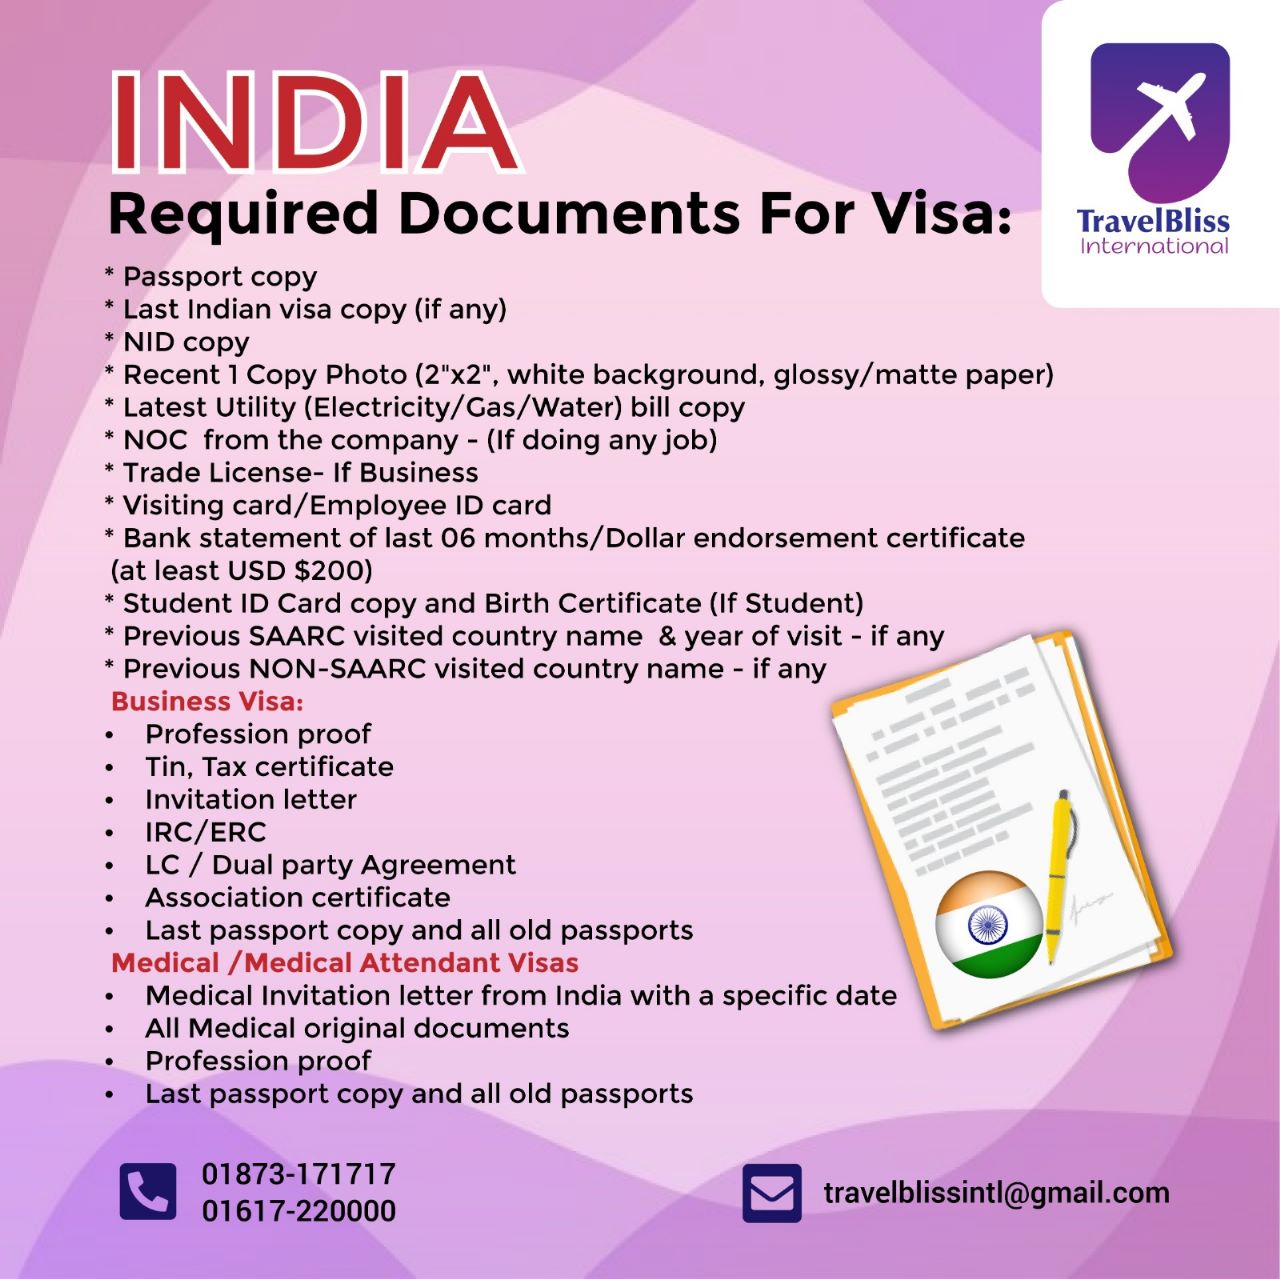 INDIA
Required Documents For Visa:
TravelBliss
International
* Passport copy
* Last Indian visa copy (if any)
* NID copy
* Recent 1 Copy Photo (2"x2", white background, glossy/matte paper)
* Latest Utility (Electricity/Gas/Water) bill copy
* NOC  from the company - (If doing any job)
* Trade License- If Business
* Visiting card/Employee ID card
* Bank statement of last 06 months/Dollar endorsement certificate
(at least USD $200)
* Student ID Card copy and Birth Certificate (If Student)
* Previous SAARC visited country name  & year of visit - if any
* Previous NON-SAARC visited country name - if any
Business Visa:
• Profession proof
• Tin, Tax certificate
• Invitation letter
• IRC/ERC
• LC / Dual party Agreement
• Association certificate
• Last passport copy and all old passports
Medical /Medical Attendant Visas
• Medical Invitation letter from India with a specific date
• All Medical original documents
• Profession proof
• Last passport copy and all old passports
01873-171717
01617-220000
travelblissintl@gmail.com